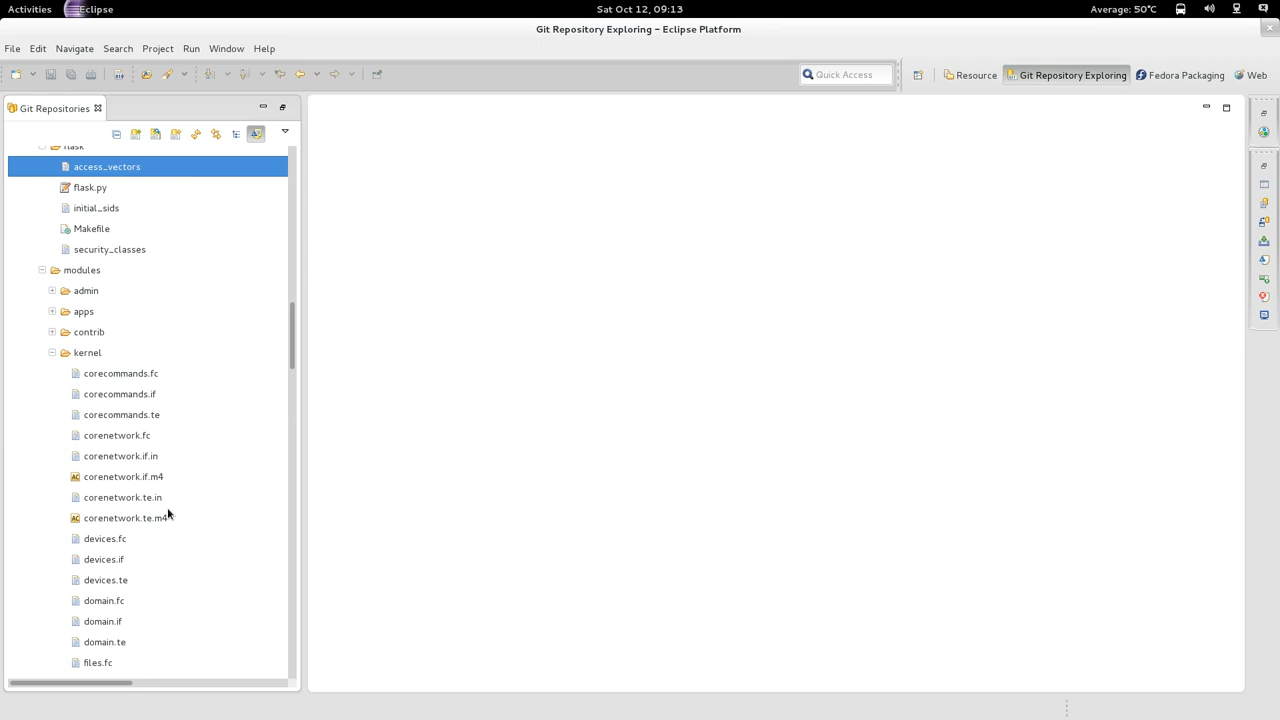 Activities Eclipse Sat Oct 12, 09:13 Average: 50°C
Git Repository Exploring – Eclipse Platform
File Edit Navigate Search Project Run Window Help
Quick Access Resource Git Repository Exploring Fedora Packaging Web
Git Repositories
flask
access_vectors
flask.py
initial_sids
Makefile
security_classes
modules
admin
apps
contrib
kernel
corecommands.fc
corecommands.if
corecommands.te
corenetwork.fc
corenetwork.if.in
AC corenetwork.if.m4
corenetwork.te.in
AC corenetwork.te.m4
devices.fc
devices.if
devices.te
domain.fc
domain.if
domain.te
files.fc